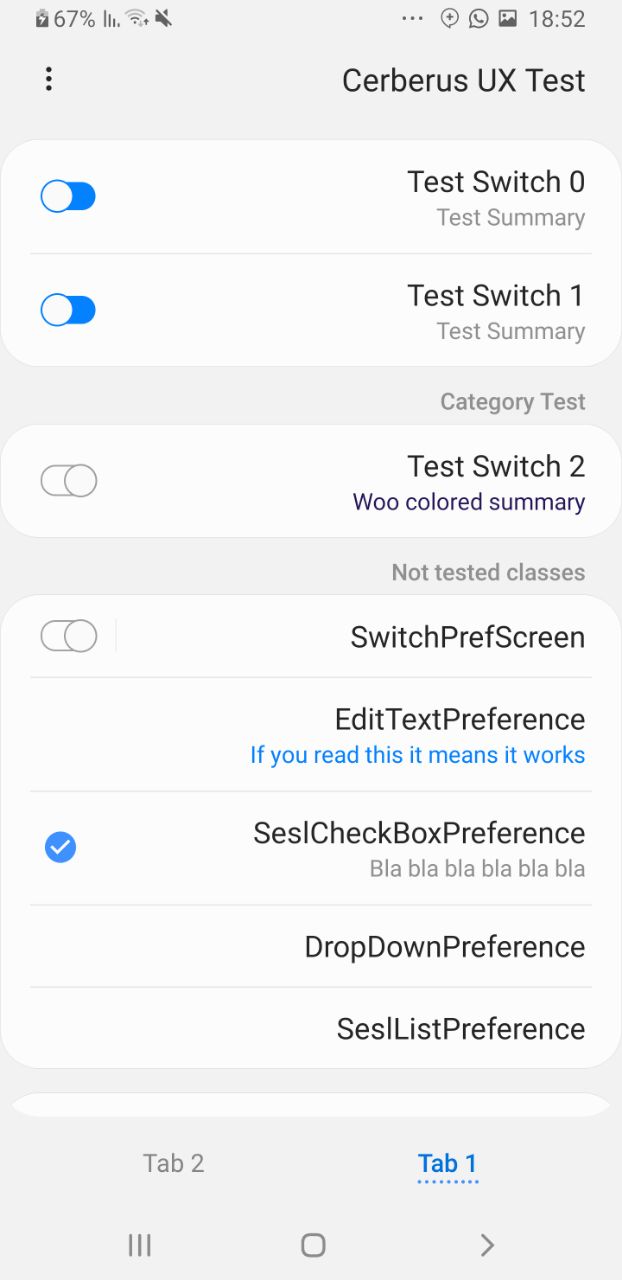 67% 18:52
Cerberus UX Test
Test Switch 0
Test Summary
Test Switch 1
Test Summary
Category Test
Test Switch 2
Woo colored summary
Not tested classes
SwitchPrefScreen
EditTextPreference
If you read this it means it works
SeslCheckBoxPreference
Bla bla bla bla bla bla
DropDownPreference
SeslListPreference
Tab 2 Tab 1